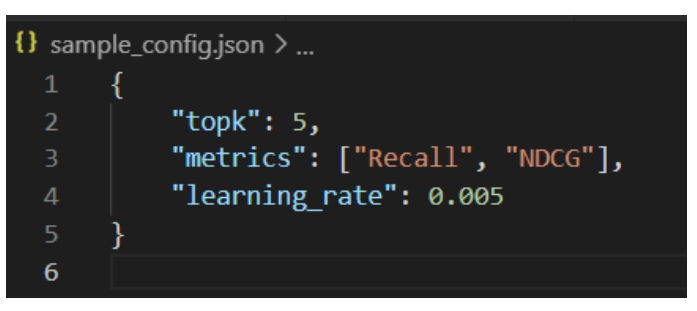 {} sample_config.json > ...
1 {
2 "topk": 5,
3 "metrics": ["Recall", "NDCG"],
4 "learning_rate": 0.005
5 }
6